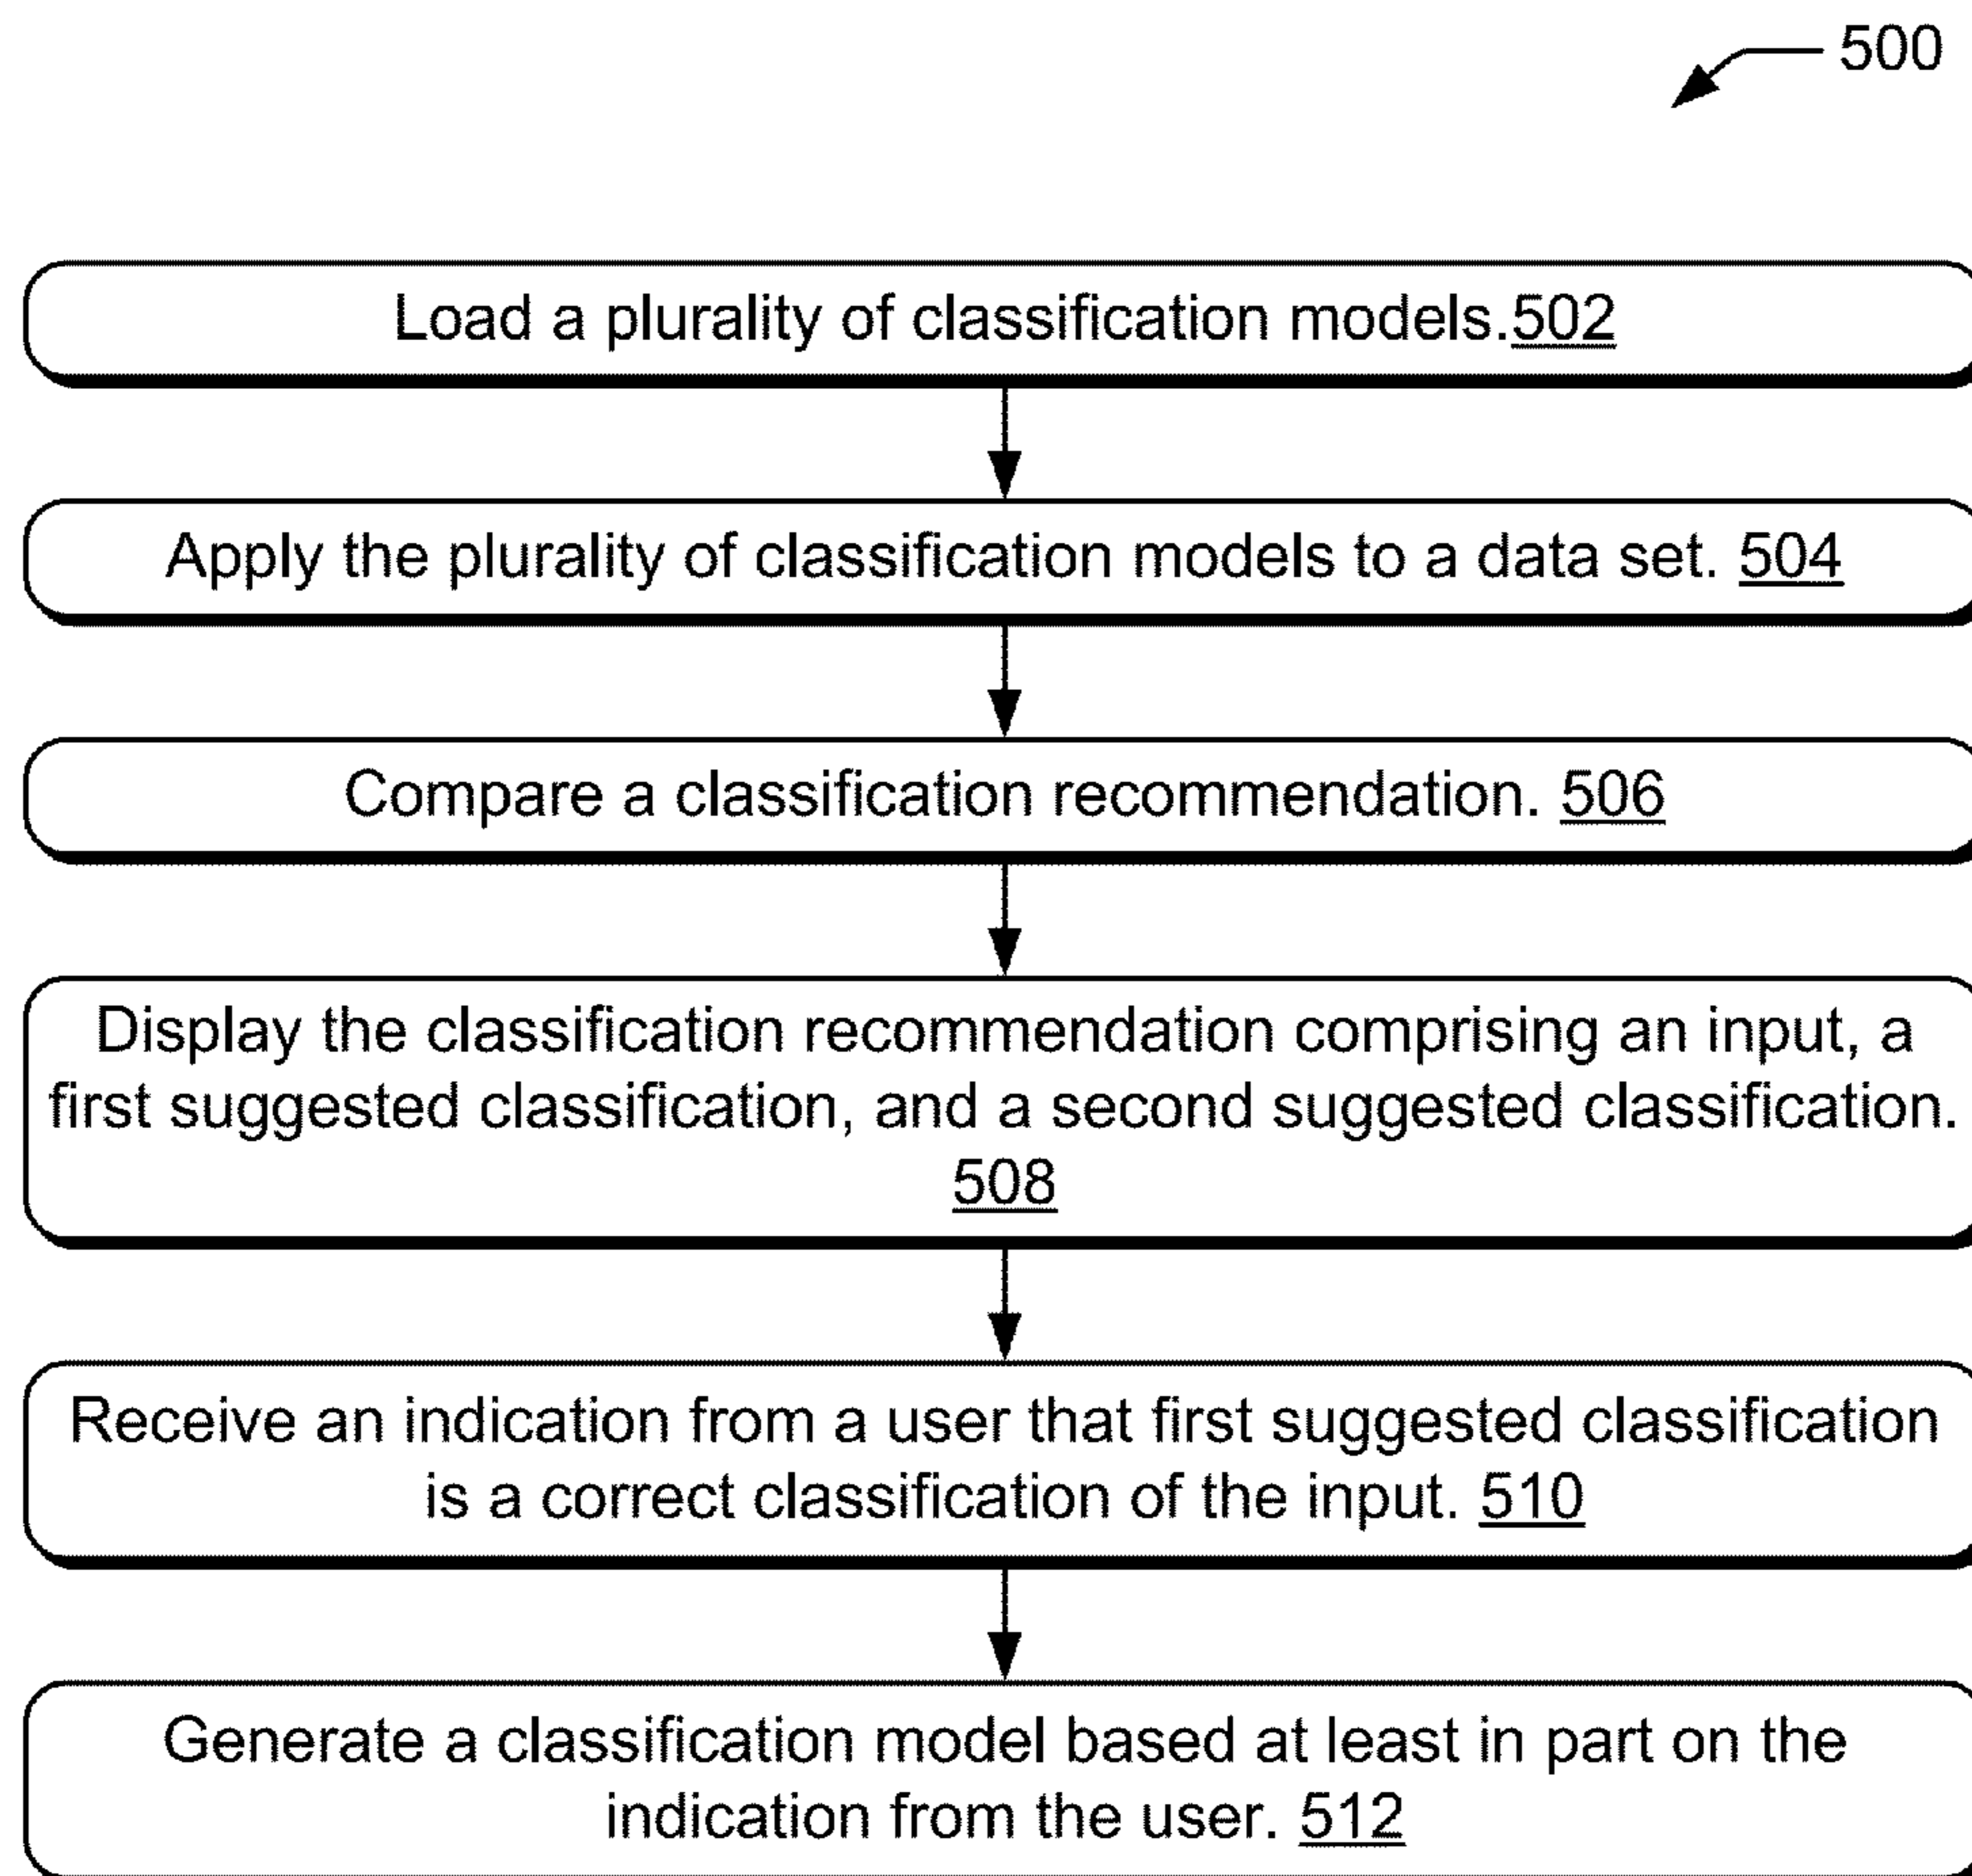 500
Load a plurality of classification models.502
Apply the plurality of classification models to a data set. 504
Compare a classification recommendation. 506
Display the classification recommendation comprising an input, a
first suggested classification, and a second suggested classification.
508
Receive an indication from a user that first suggested classification
is a correct classification of the input. 510
Generate a classification model based at least in part on the
indication from the user. 512